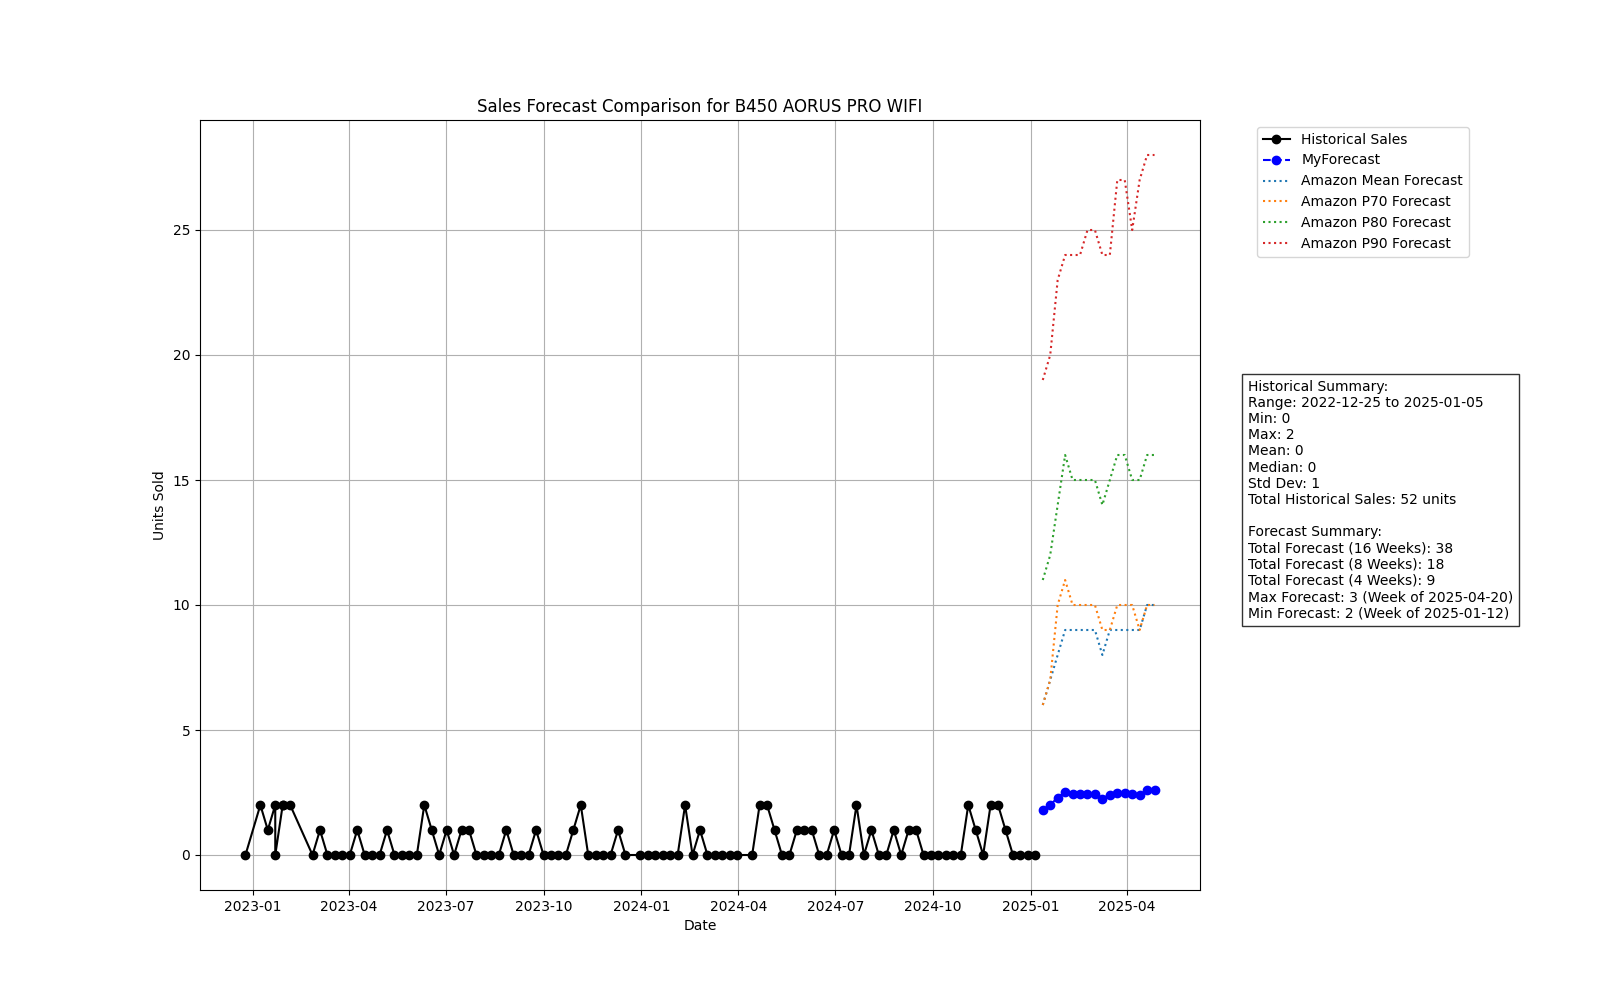 Sales Forecast Comparison for B450 AORUS PRO WIFI
Units Sold
25
20
15
10
5
0
2023-01
2023-04
2023-07
2023-10
2024-01
2024-04
2024-07
2024-10
2025-01
2025-04
Date
Historical Sales
MyForecast
Amazon Mean Forecast
Amazon P70 Forecast
Amazon P80 Forecast
Amazon P90 Forecast
Historical Summary:
Range: 2022-12-25 to 2025-01-05
Min: 0
Max: 2
Mean: 0
Median: 0
Std Dev: 1
Total Historical Sales: 52 units
Forecast Summary:
Total Forecast (16 Weeks): 38
Total Forecast (8 Weeks): 18
Total Forecast (4 Weeks): 9
Max Forecast: 3 (Week of 2025-04-20)
Min Forecast: 2 (Week of 2025-01-12)